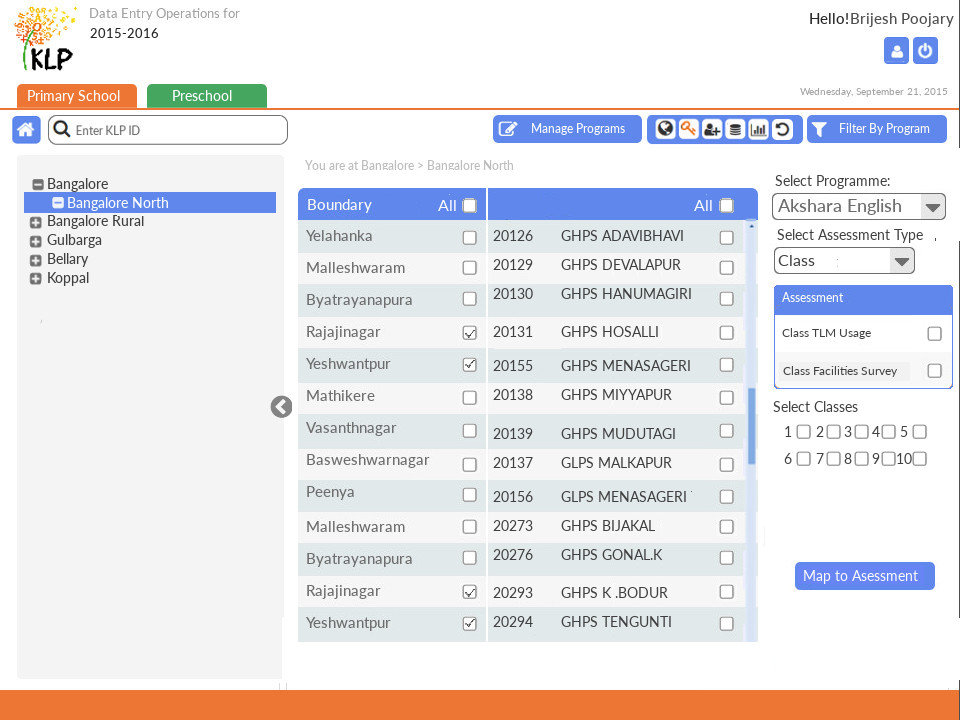 Data Entry Operations for
2015-2016
Hello!Brijesh Poojary
KLP
Primary School
Preschool
Wednesday, September 21, 2015
Enter KLP ID
Manage Programs
Filter By Program
Bangalore
Bangalore North
Bangalore Rural
Gulbarga
Bellary
Koppal
You are at Bangalore > Bangalore North
Boundary All All
Yelahanka 20126 GHPS ADAVIBHAVI
Malleshwaram 20129 GHPS DEVALAPUR
Byatrayanapura 20130 GHPS HANUMAGIRI
Rajajinagar 20131 GHPS HOSALLI
Yeshwantpur 20155 GHPS MENASAGERI
Mathikere 20138 GHPS MIYYAPUR
Vasanthnagar 20139 GHPS MUDUTAGI
Basweshwarnagar 20137 GLPS MALKAPUR
Peenya 20156 GLPS MENASAGERI
Malleshwaram 20273 GHPS BIJAKAL
Byatrayanapura 20276 GHPS GONAL.K
Rajajinagar 20293 GHPS K .BODUR
Yeshwantpur 20294 GHPS TENGUNTI
Select Programme:
Akshara English
Select Assessment Type
Class
Assessment
Class TLM Usage
Class Facilities Survey
Select Classes
1 2 3 4 5
6 7 8 9 10
Map to Asessment